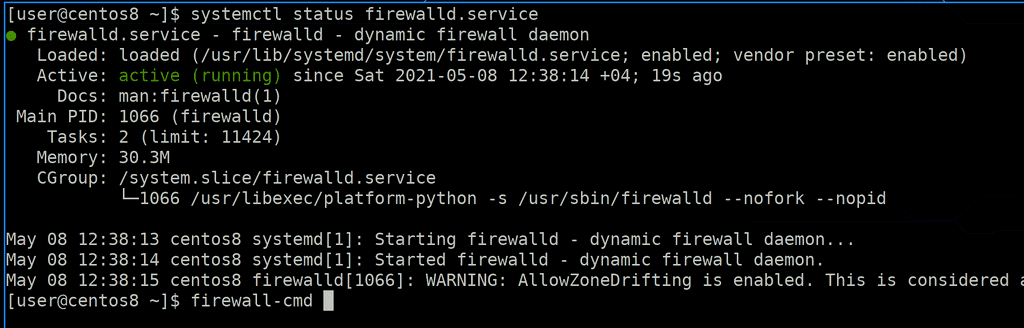 [user@centos8 ~]$ systemctl status firewalld.service
● firewalld.service - firewalld - dynamic firewall daemon
Loaded: loaded (/usr/lib/systemd/system/firewalld.service; enabled; vendor preset: enabled)
Active: active (running) since Sat 2021-05-08 12:38:14 +04; 19s ago
Docs: man:firewalld(1)
Main PID: 1066 (firewalld)
Tasks: 2 (limit: 11424)
Memory: 30.3M
CGroup: /system.slice/firewalld.service
└─1066 /usr/libexec/platform-python -s /usr/sbin/firewalld --nofork --nopid
May 08 12:38:13 centos8 systemd[1]: Starting firewalld - dynamic firewall daemon...
May 08 12:38:14 centos8 systemd[1]: Started firewalld - dynamic firewall daemon.
May 08 12:38:15 centos8 firewalld[1066]: WARNING: AllowZoneDrifting is enabled. This is considered a
[user@centos8 ~]$ firewall-cmd